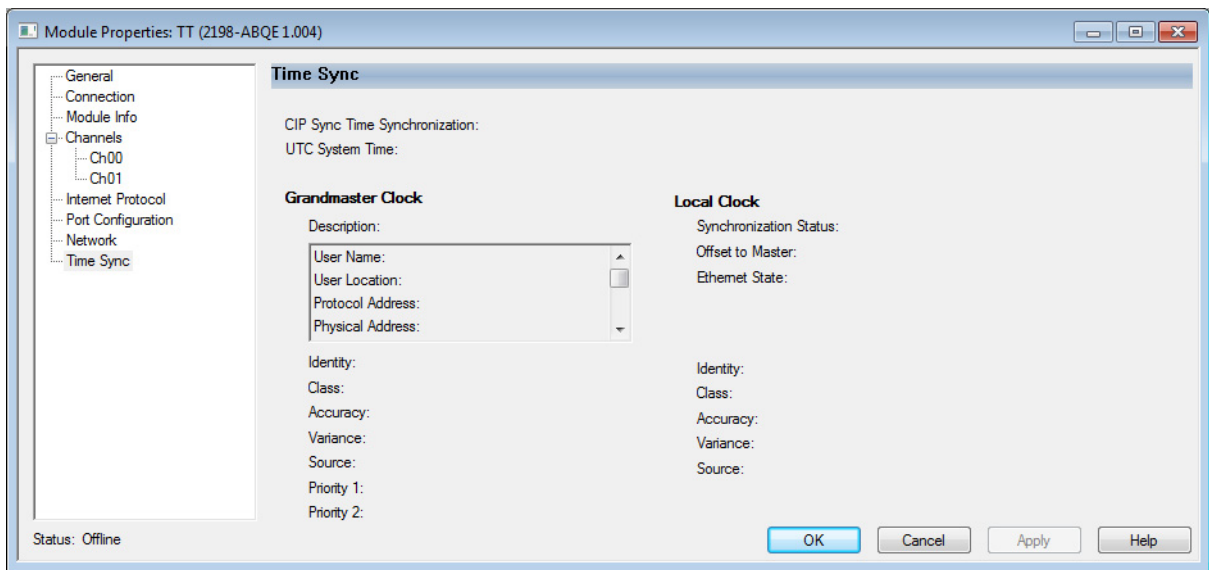 Module Properties: TT (2198-ABQE 1.004)
General
Connection
Module Info
Channels
Ch00
Ch01
Internet Protocol
Port Configuration
Network
Time Sync
Time Sync
CIP Sync Time Synchronization:
UTC System Time:
Grandmaster Clock
Description:
User Name:
User Location:
Protocol Address:
Physical Address:
Identity:
Class:
Accuracy:
Variance:
Source:
Priority 1:
Priority 2:
Local Clock
Synchronization Status:
Offset to Master:
Ethernet State:
Identity:
Class:
Accuracy:
Variance:
Source:
Status: Offline
OK
Cancel
Apply
Help